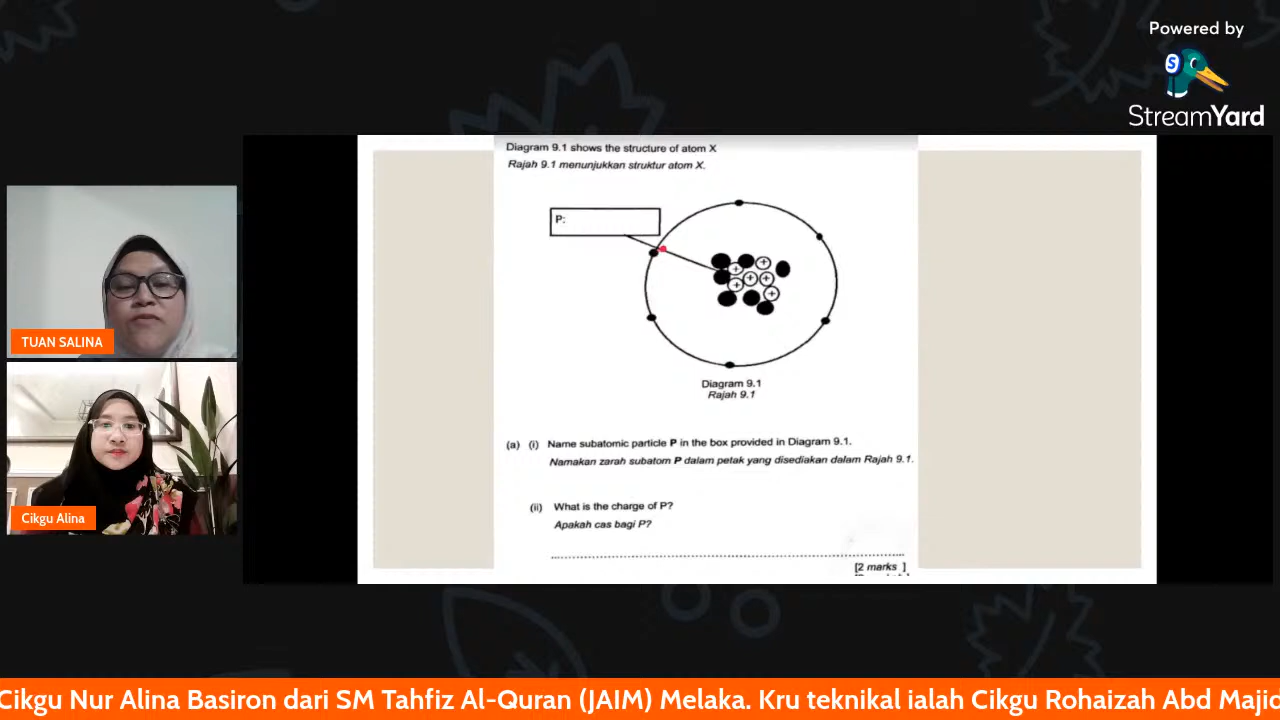 Powered by
StreamYard
Diagram 9.1 shows the structure of atom X
Rajah 9.1 menunjukkan struktur atom X.
P:
Diagram 9.1
Rajah 9.1
(a) (i) Name subatomic particle P in the box provided in Diagram 9.1.
Namakan zarah subatom P dalam petak yang disediakan dalam Rajah 9.1.
(ii) What is the charge of P?
Apakah cas bagi P?
[2 marks ]
TUAN SALINA
Cikgu Alina
Cikgu Nur Alina Basiron dari SM Tahfiz Al-Quran (JAIM) Melaka. Kru teknikal ialah Cikgu Rohaizah Abd Majid